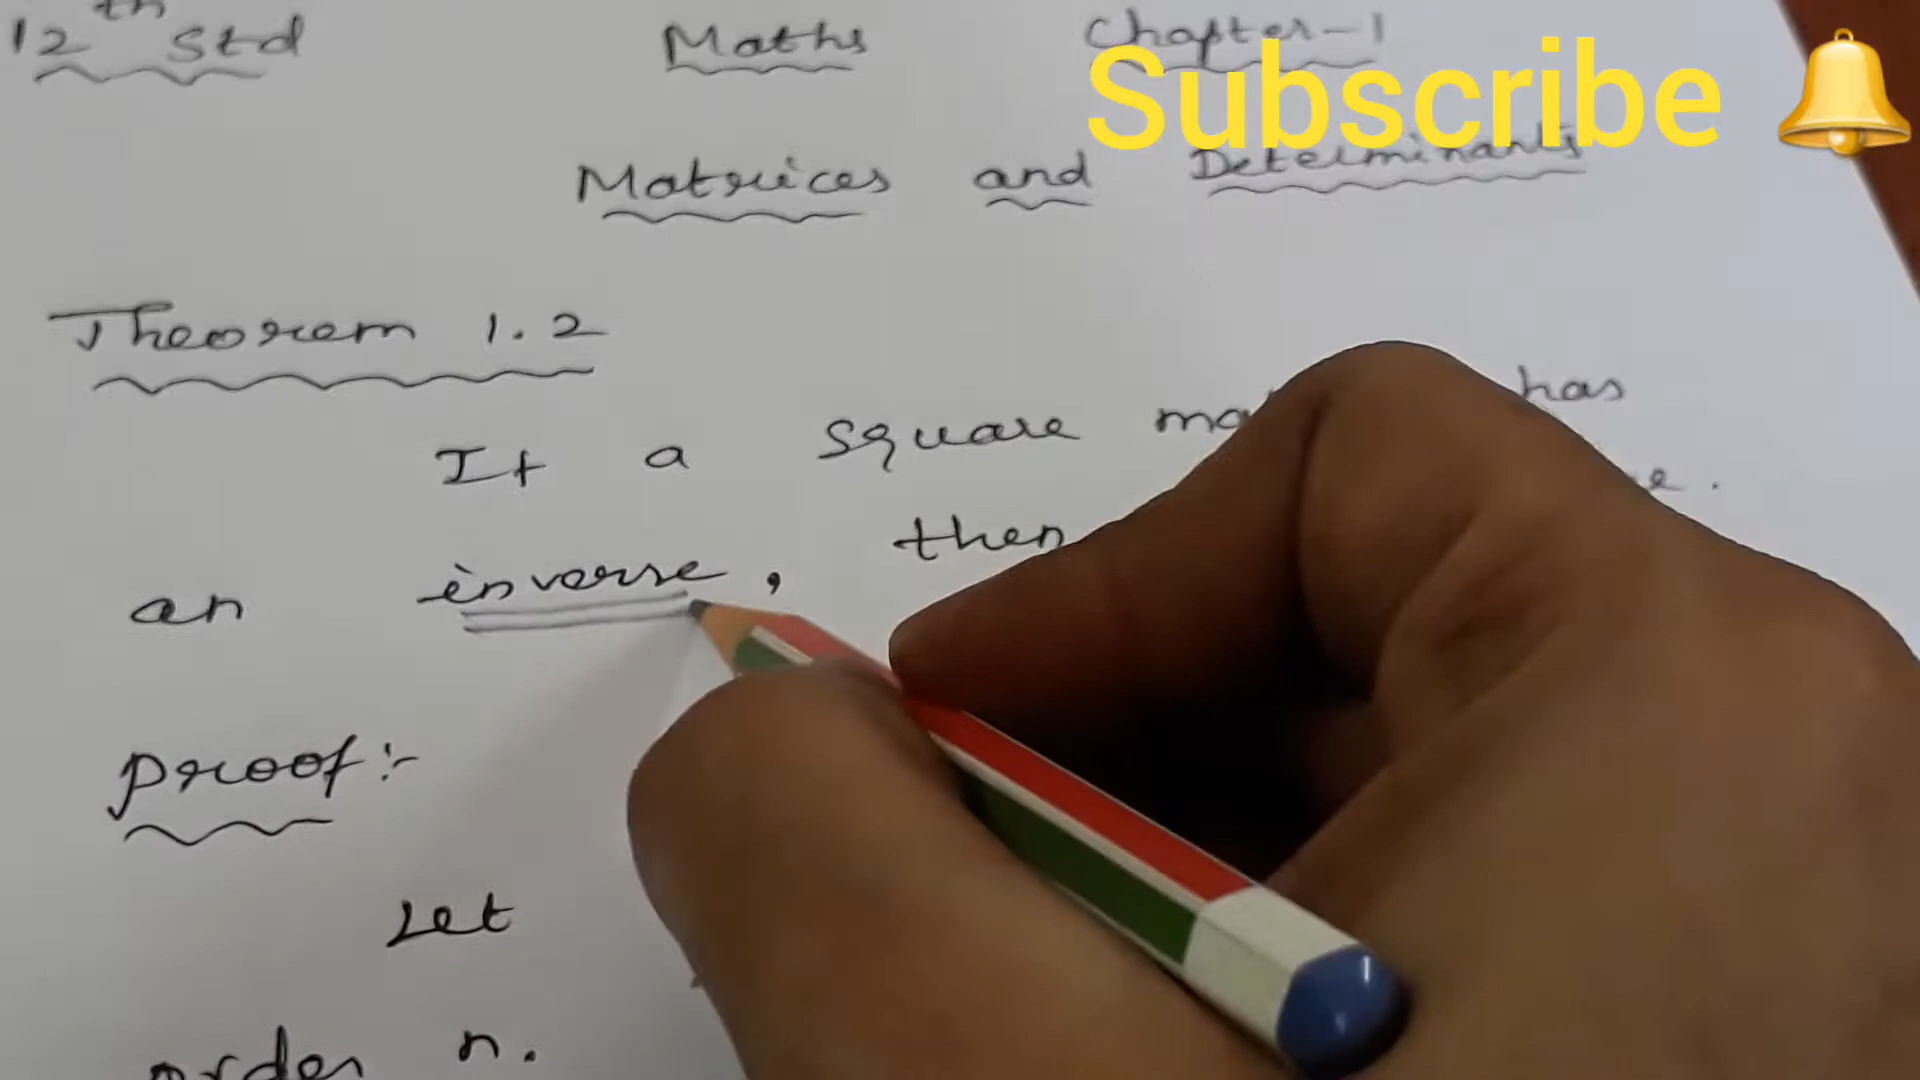 12th Std Maths Chapter-1
Subscribe
Matrices and Determinants
Theorem 1.2
If a square has
an inverse, then
Proof:-
Let
order n.